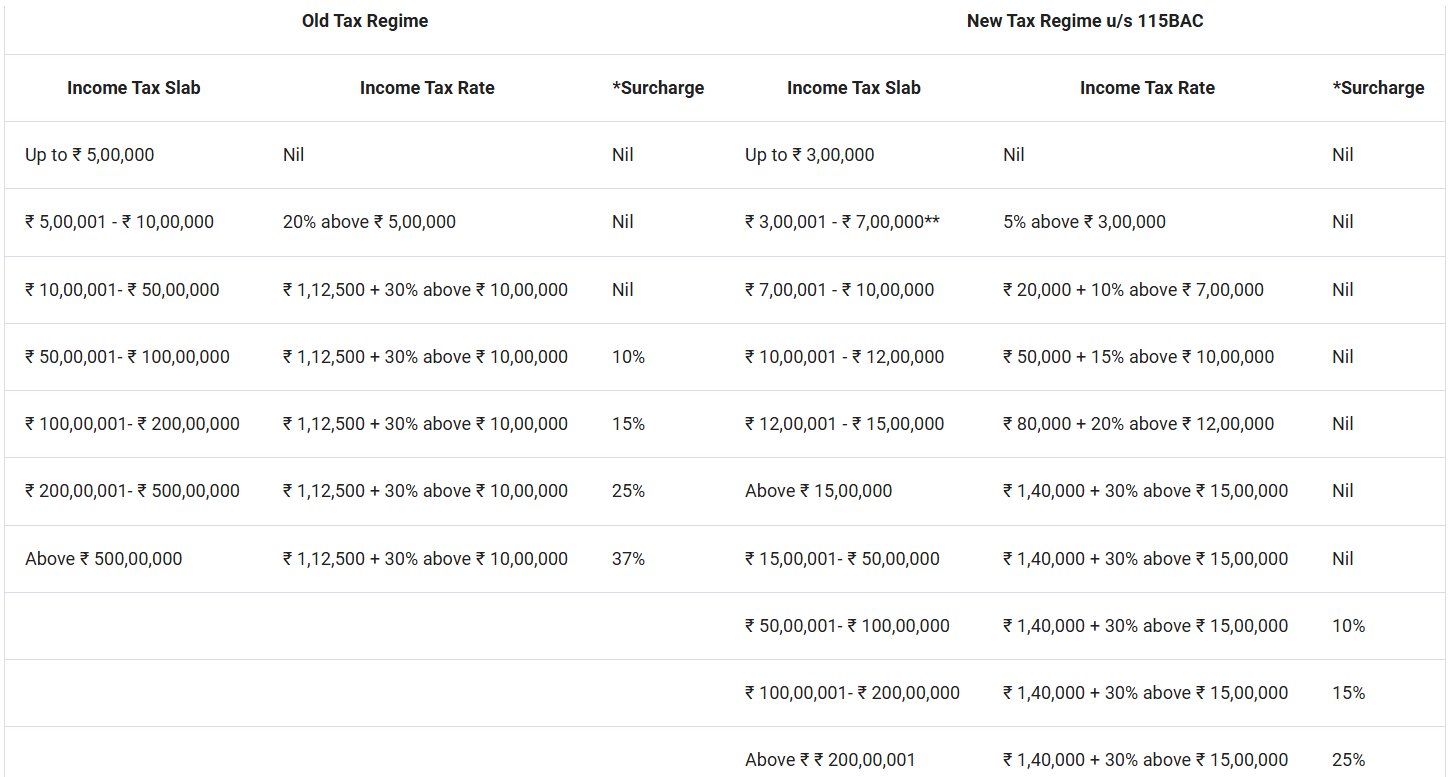 Old Tax Regime New Tax Regime u/s 115BAC
Income Tax Slab Income Tax Rate *Surcharge Income Tax Slab Income Tax Rate *Surcharge
Up to ₹ 5,00,000 Nil Nil Up to ₹ 3,00,000 Nil Nil
₹ 5,00,001 - ₹ 10,00,000 20% above ₹ 5,00,000 Nil ₹ 3,00,001 - ₹ 7,00,000** 5% above ₹ 3,00,000 Nil
₹ 10,00,001- ₹ 50,00,000 ₹ 1,12,500 + 30% above ₹ 10,00,000 Nil ₹ 7,00,001 - ₹ 10,00,000 ₹ 20,000 + 10% above ₹ 7,00,000 Nil
₹ 50,00,001- ₹ 100,00,000 ₹ 1,12,500 + 30% above ₹ 10,00,000 10% ₹ 10,00,001 - ₹ 12,00,000 ₹ 50,000 + 15% above ₹ 10,00,000 Nil
₹ 100,00,001- ₹ 200,00,000 ₹ 1,12,500 + 30% above ₹ 10,00,000 15% ₹ 12,00,001 - ₹ 15,00,000 ₹ 80,000 + 20% above ₹ 12,00,000 Nil
₹ 200,00,001- ₹ 500,00,000 ₹ 1,12,500 + 30% above ₹ 10,00,000 25% Above ₹ 15,00,000 ₹ 1,40,000 + 30% above ₹ 15,00,000 Nil
Above ₹ 500,00,000 ₹ 1,12,500 + 30% above ₹ 10,00,000 37% ₹ 15,00,001- ₹ 50,00,000 ₹ 1,40,000 + 30% above ₹ 15,00,000 Nil
₹ 50,00,001- ₹ 100,00,000 ₹ 1,40,000 + 30% above ₹ 15,00,000 10%
₹ 100,00,001- ₹ 200,00,000 ₹ 1,40,000 + 30% above ₹ 15,00,000 15%
Above ₹ ₹ 200,00,001 ₹ 1,40,000 + 30% above ₹ 15,00,000 25%